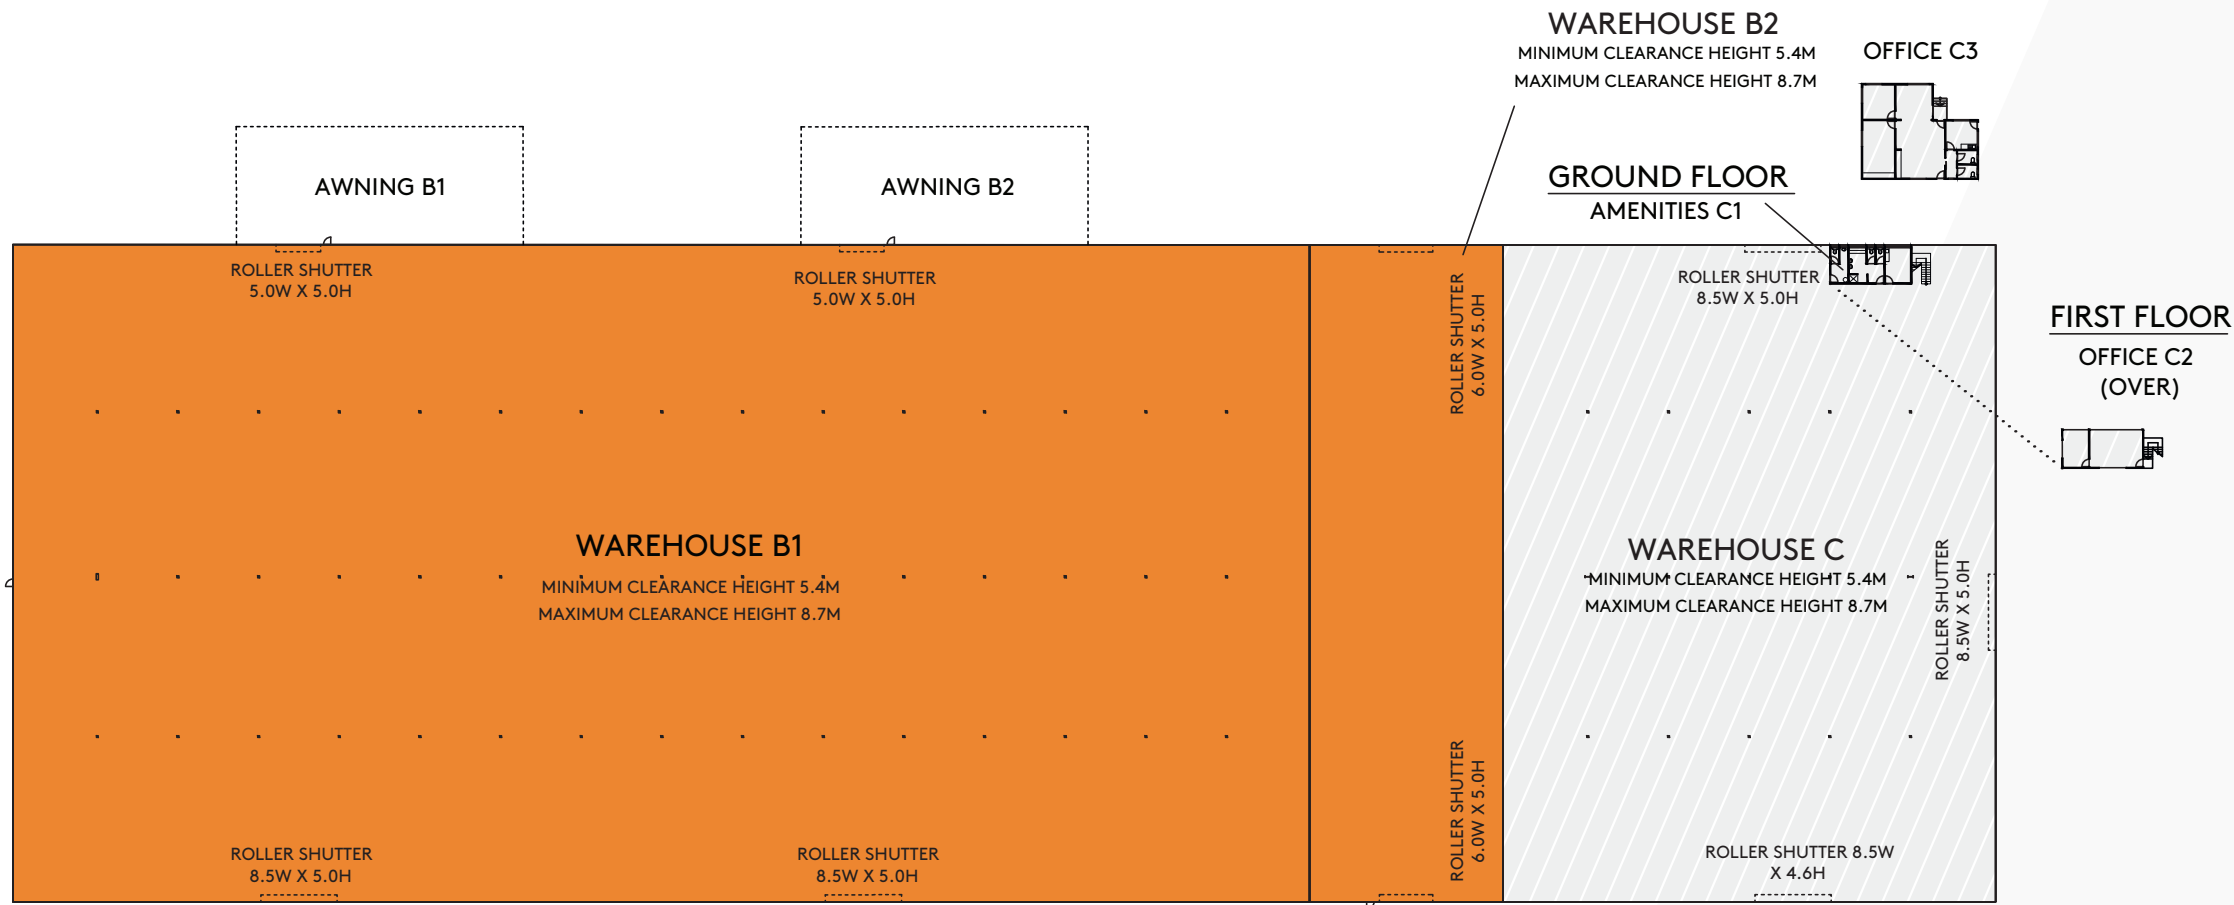 WAREHOUSE B2
MINIMUM CLEARANCE HEIGHT 5.4M
MAXIMUM CLEARANCE HEIGHT 8.7M
OFFICE C3
AWNING B1
AWNING B2
GROUND FLOOR
AMENITIES C1
ROLLER SHUTTER
5.0W X 5.0H
ROLLER SHUTTER
5.0W X 5.0H
ROLLER SHUTTER
6.0W X 5.0H
ROLLER SHUTTER
8.5W X 5.0H
FIRST FLOOR
OFFICE C2
(OVER)
WAREHOUSE B1
MINIMUM CLEARANCE HEIGHT 5.4M
MAXIMUM CLEARANCE HEIGHT 8.7M
WAREHOUSE C
MINIMUM CLEARANCE HEIGHT 5.4M
MAXIMUM CLEARANCE HEIGHT 8.7M
ROLLER SHUTTER
8.5W X 5.0H
ROLLER SHUTTER
8.5W X 5.0H
ROLLER SHUTTER
8.5W X 5.0H
ROLLER SHUTTER
6.0W X 5.0H
ROLLER SHUTTER 8.5W
X 4.6H